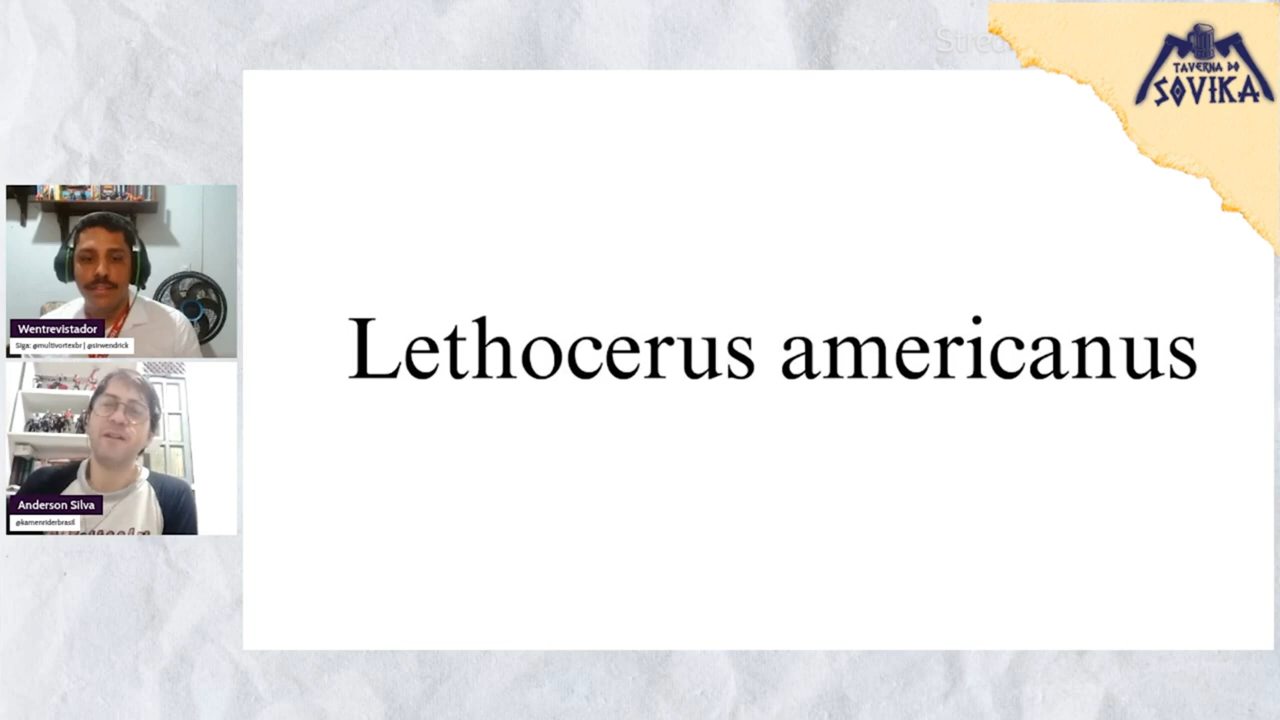 TAVERNA DO
SOVIKA
Wentrevistador
Siga: @multivortexbr | @sirwendrick
Lethocerus americanus
Anderson Silva
@kamenriderbrasil